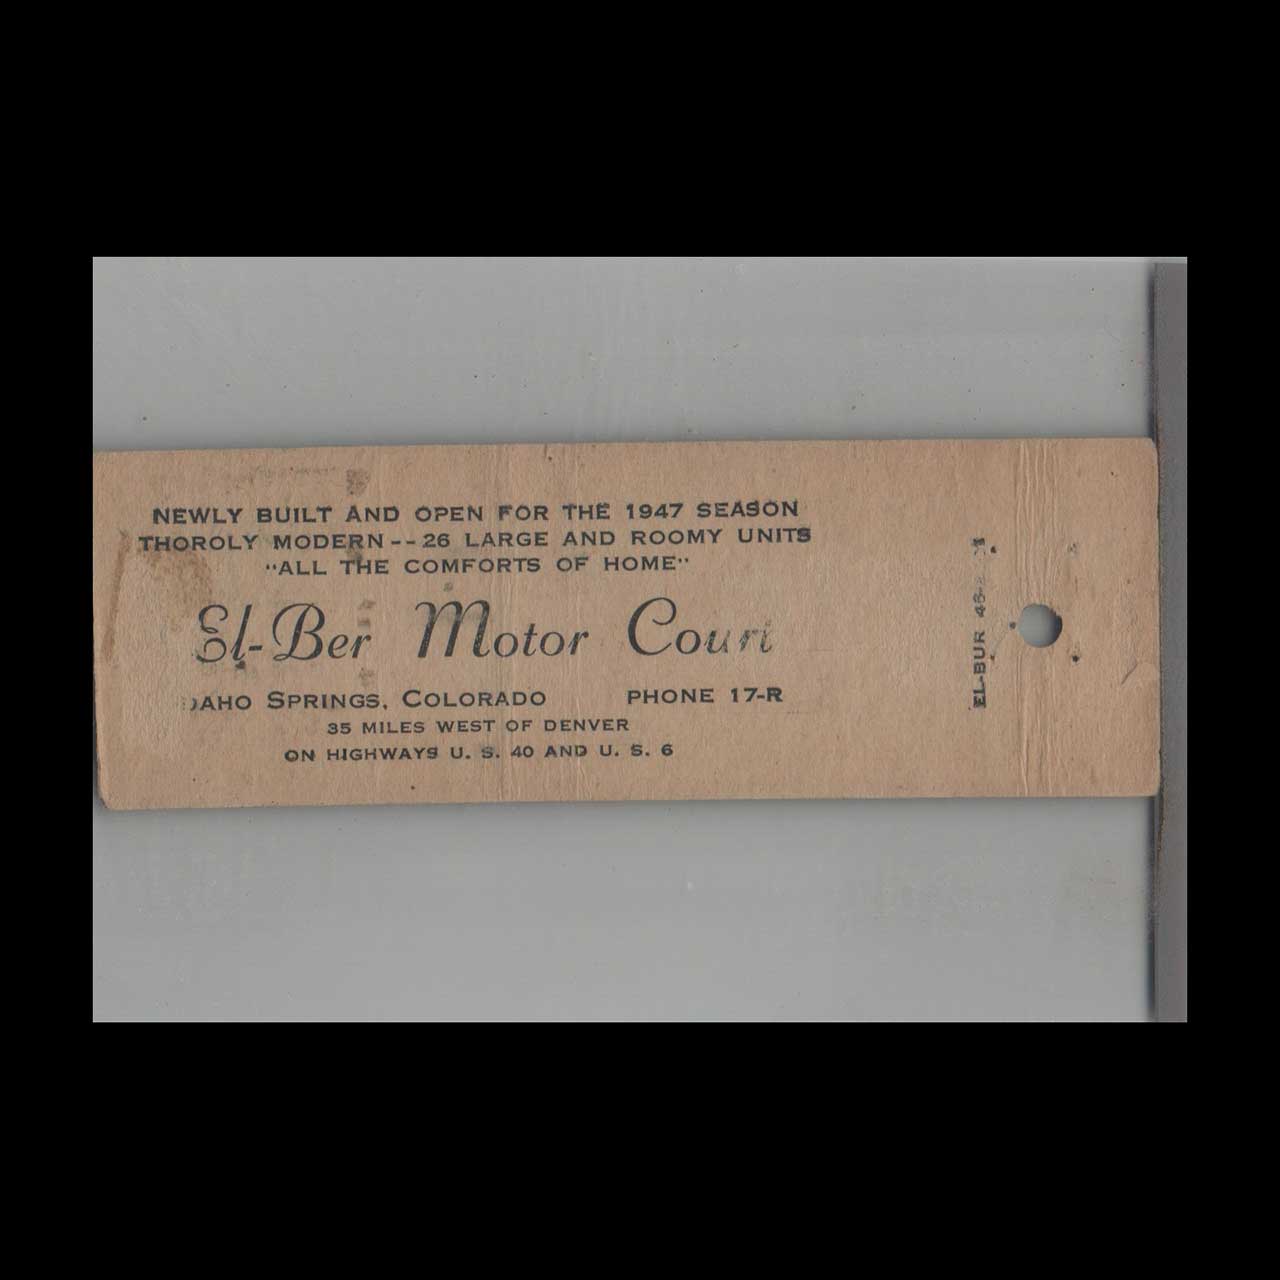 NEWLY BUILT AND OPEN FOR THE 1947 SEASON
THOROLY MODERN -- 26 LARGE AND ROOMY UNITS
"ALL THE COMFORTS OF HOME"
El-Ber Motor Court
IDAHO SPRINGS, COLORADO PHONE 17-R
35 MILES WEST OF DENVER
ON HIGHWAYS U. S. 40 AND U. S. 6
EL-BUR